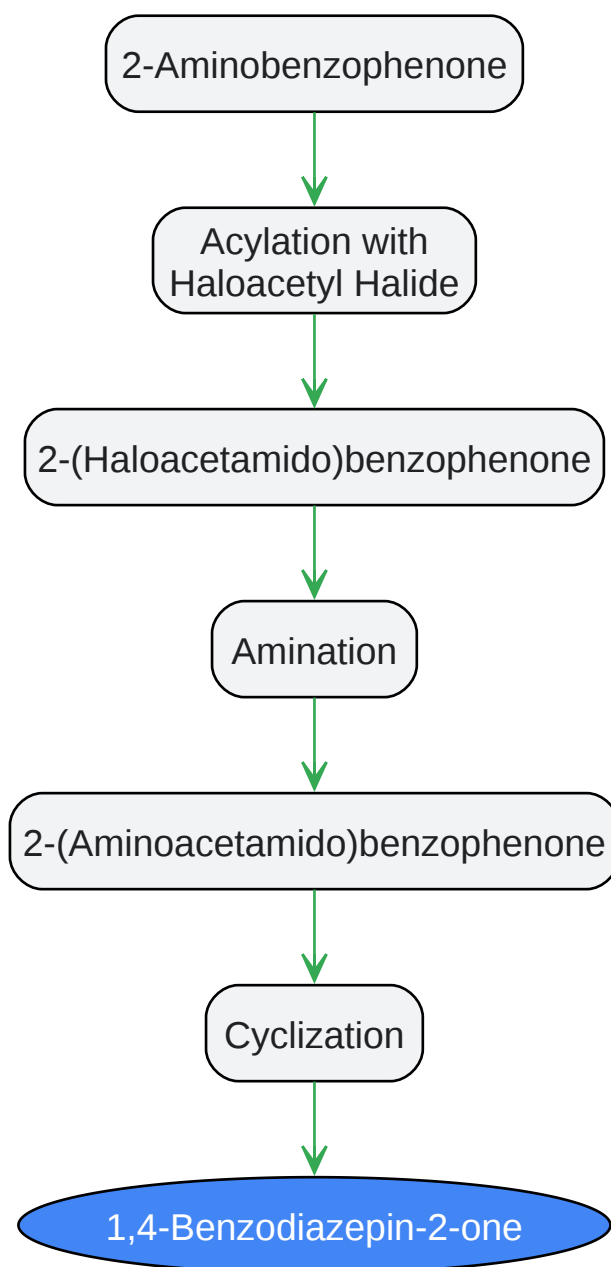 2-Aminobenzophenone
Acylation with
Haloacetyl Halide
2-(Haloacetamido)benzophenone
Amination
2-(Aminoacetamido)benzophenone
Cyclization
1,4-Benzodiazepin-2-one